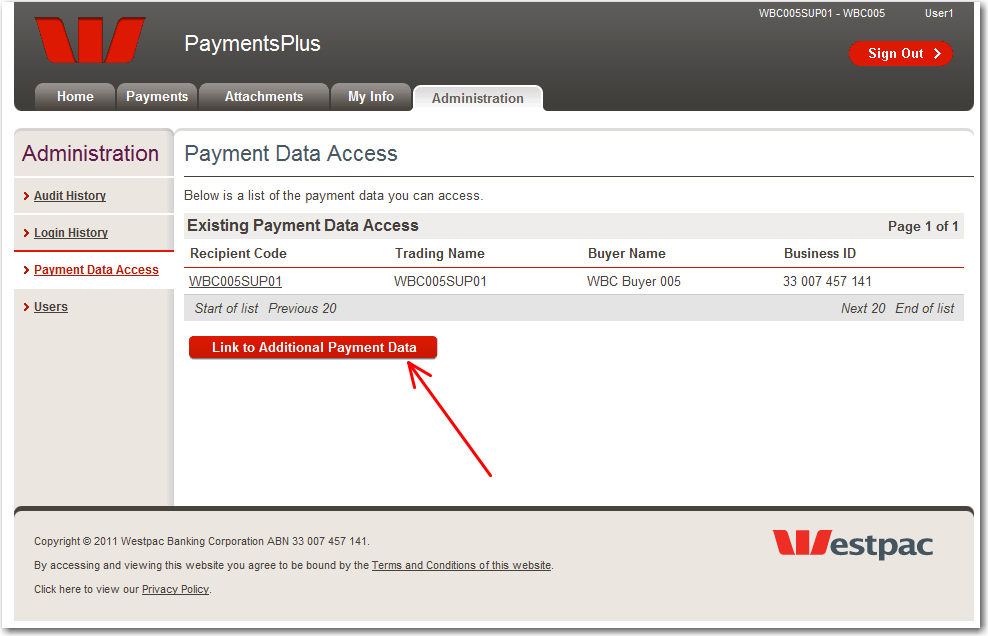 WBC005SUP01 - WBC005 User1
PaymentsPlus
Sign Out
Home Payments Attachments My Info Administration
Administration
Audit History
Login History
Payment Data Access
Users
Payment Data Access
Below is a list of the payment data you can access.
Existing Payment Data Access Page 1 of 1
Recipient Code Trading Name Buyer Name Business ID
WBC005SUP01 WBC005SUP01 WBC Buyer 005 33 007 457 141
Start of list Previous 20 Next 20 End of list
Link to Additional Payment Data
Copyright © 2011 Westpac Banking Corporation ABN 33 007 457 141.
By accessing and viewing this website you agree to be bound by the Terms and Conditions of this website.
Click here to view our Privacy Policy.
Westpac